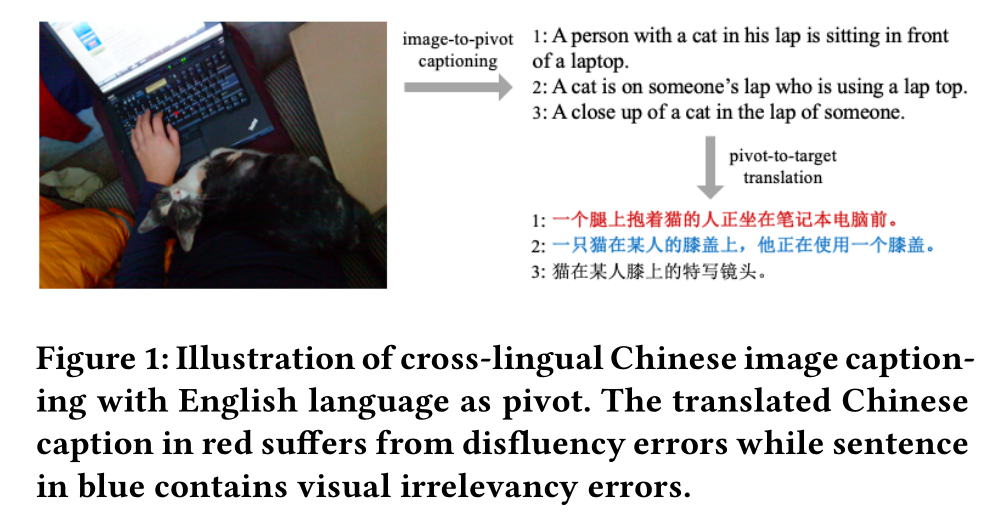 image-to-pivot
captioning
1: A person with a cat in his lap is sitting in front
of a laptop.
2: A cat is on someone's lap who is using a lap top.
3: A close up of a cat in the lap of someone.
pivot-to-target
translation
1: 一个腿上抱着猫的人正坐在笔记本电脑前。
2: 一只猫在某人的膝盖上，他正在使用一个膝盖。
3: 猫在某人膝上的特写镜头。
Figure 1: Illustration of cross-lingual Chinese image caption-
ing with English language as pivot. The translated Chinese
caption in red suffers from disfluency errors while sentence
in blue contains visual irrelevancy errors.